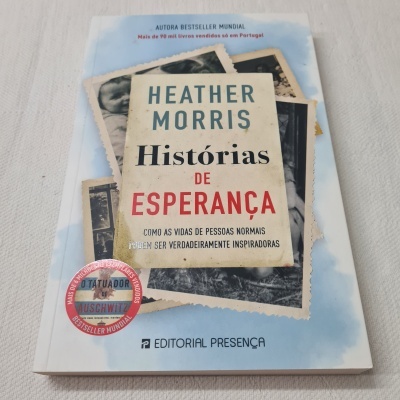 AUTORA BESTSELLER MUNDIAL
Mais de 90 mil livros vendidos só em Portugal
HEATHER
MORRIS
Histórias
DE
ESPERANÇA
COMO AS VIDAS DE PESSOAS NORMAIS
PODEM SER VERDADEIRAMENTE INSPIRADORAS
O TATUADOR
DE
AUSCHWITZ
BESTSELLER MUNDIAL
EDITORIAL PRESENÇA